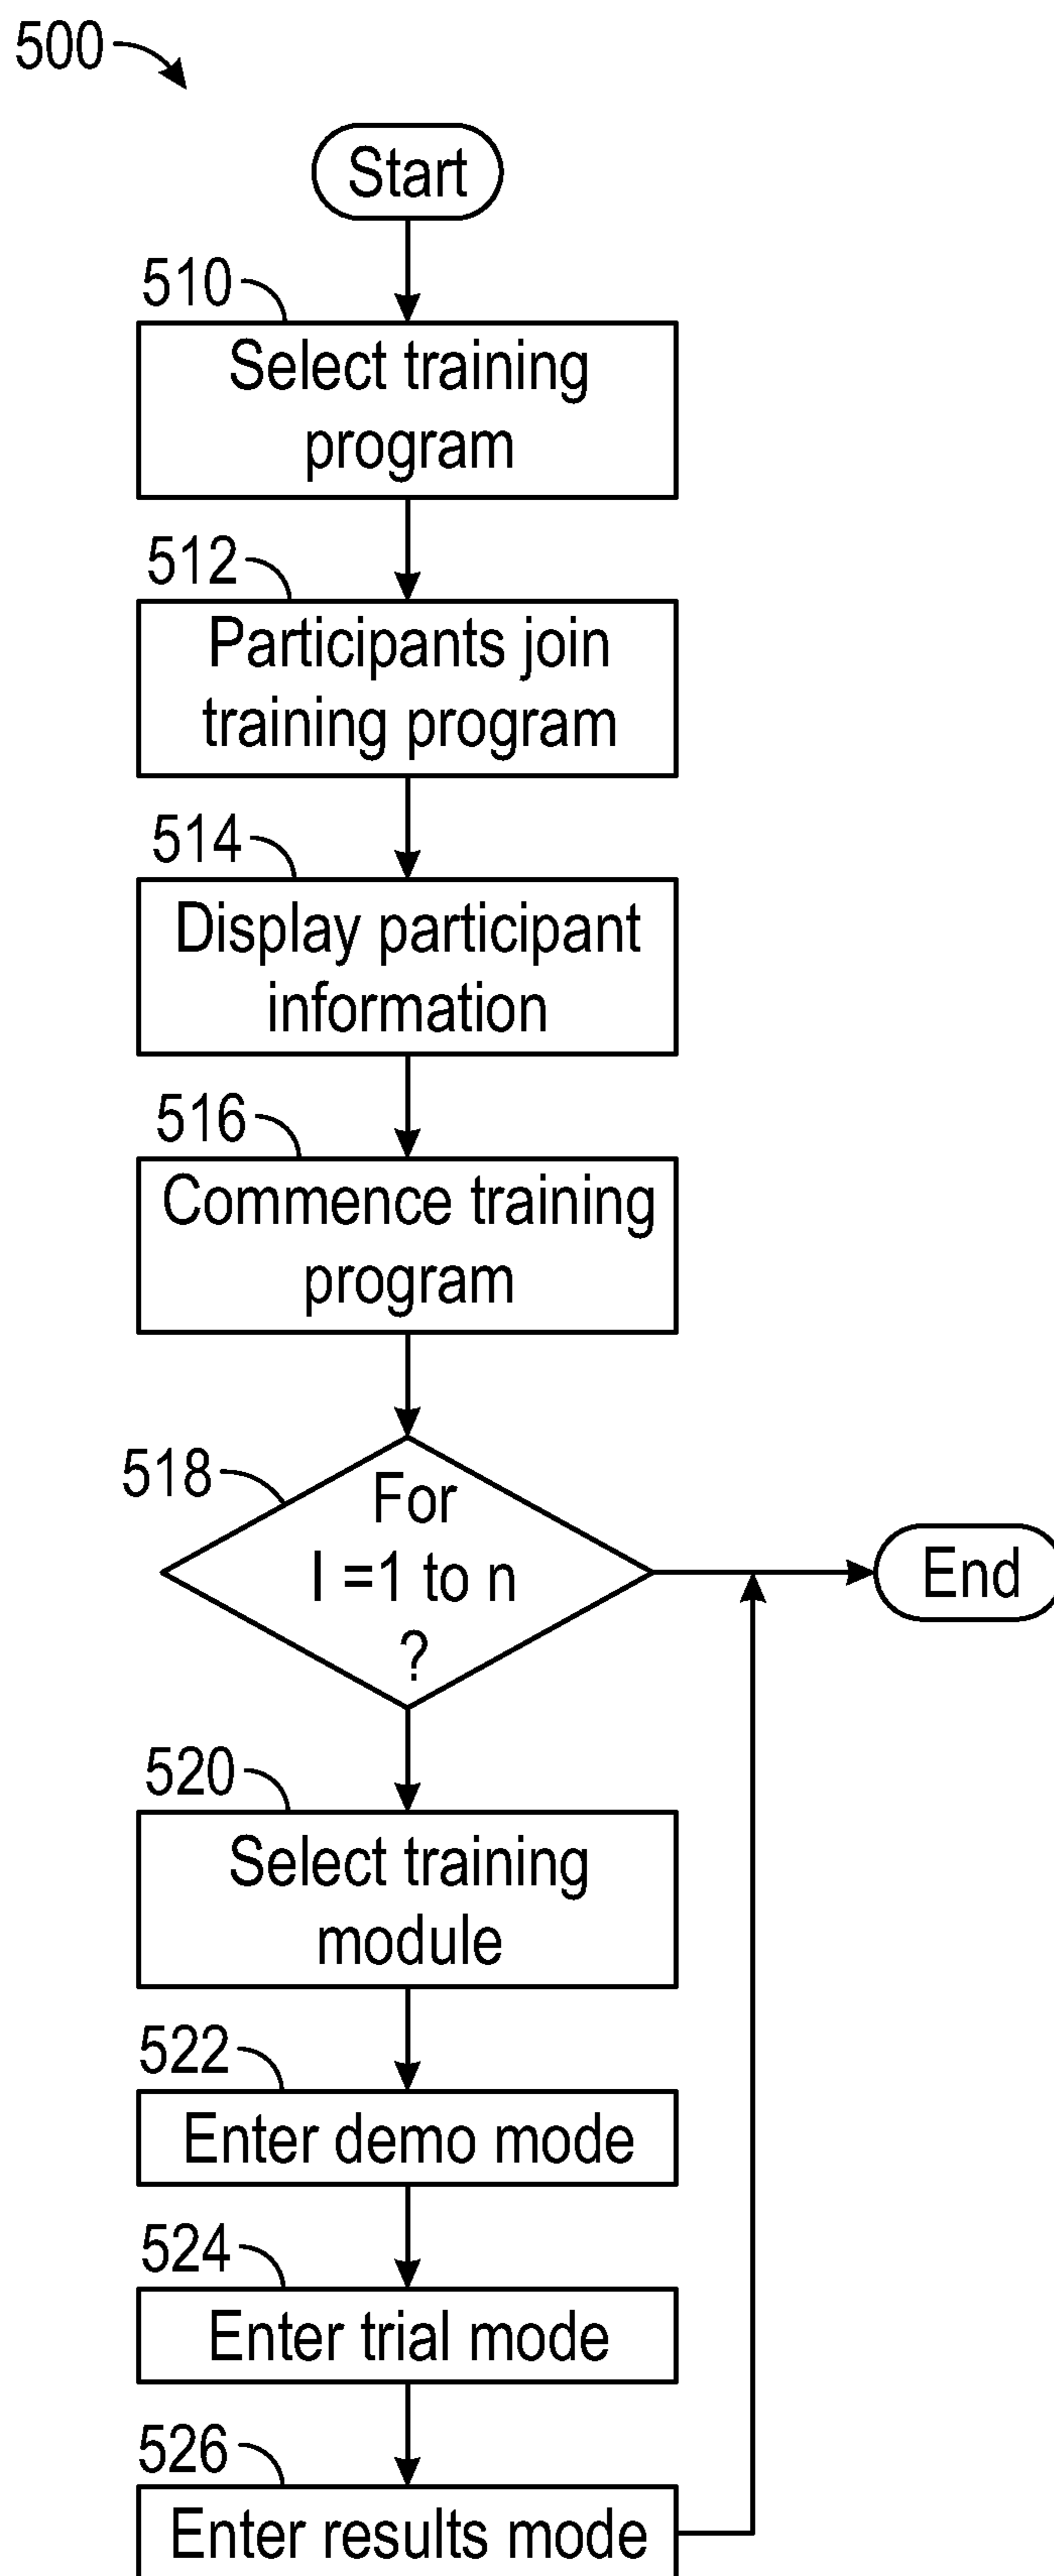 500
Start
510
Select training
program
512
Participants join
training program
514
Display participant
information
516
Commence training
program
518
For
I =1 to n
?
End
520
Select training
module
522
Enter demo mode
524
Enter trial mode
526
Enter results mode